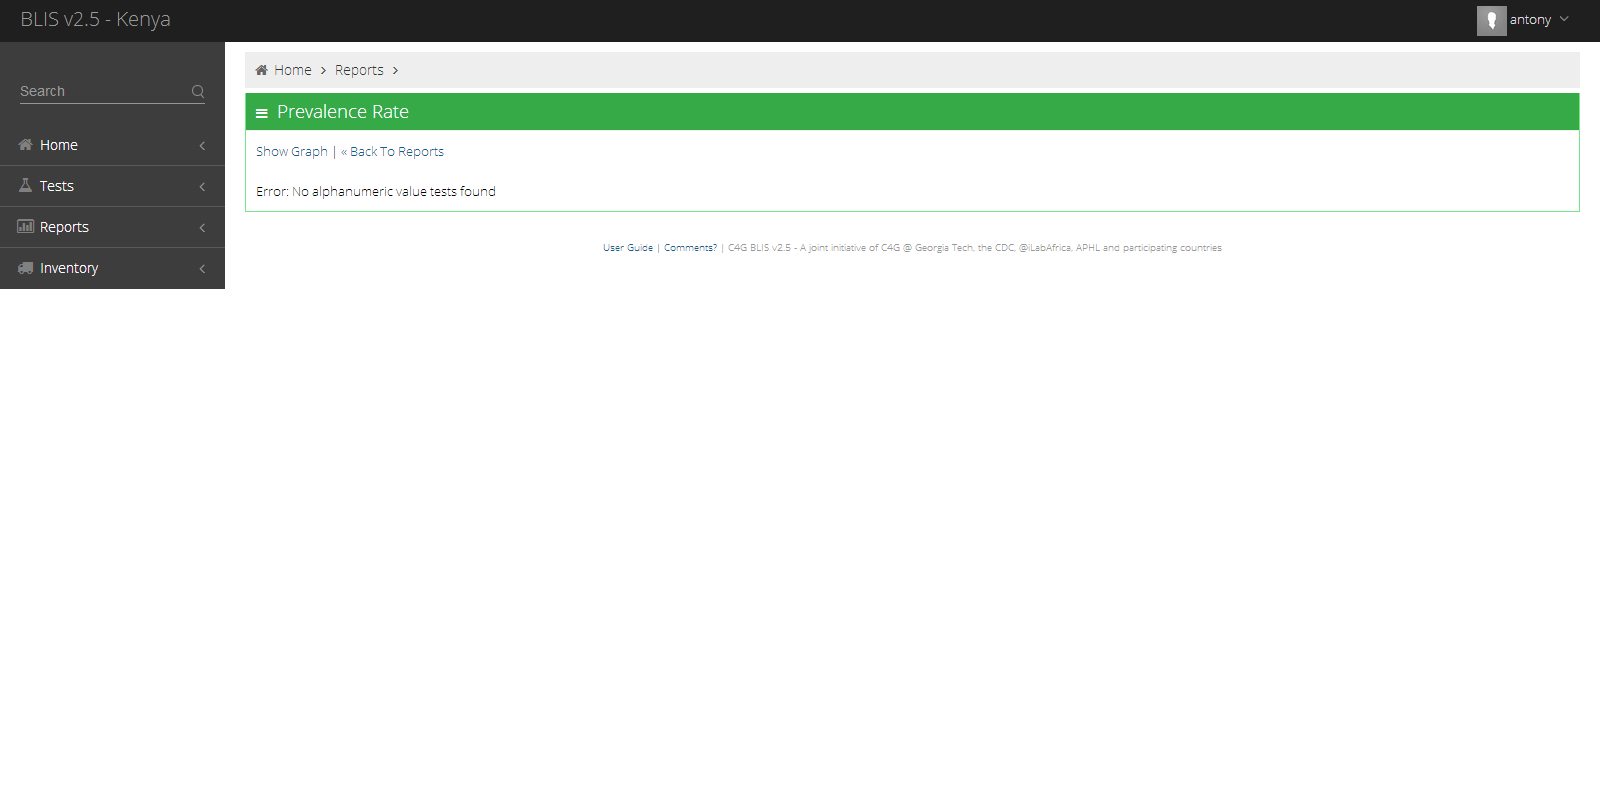 BLIS v2.5 - Kenya
antony
Search
Home
Tests
Reports
Inventory
Home > Reports >
Prevalence Rate
Show Graph | « Back To Reports
Error: No alphanumeric value tests found
User Guide | Comments? | C4G BLIS v2.5 - A joint initiative of C4G @ Georgia Tech, the CDC, @iLabAfrica, APHL and participating countries